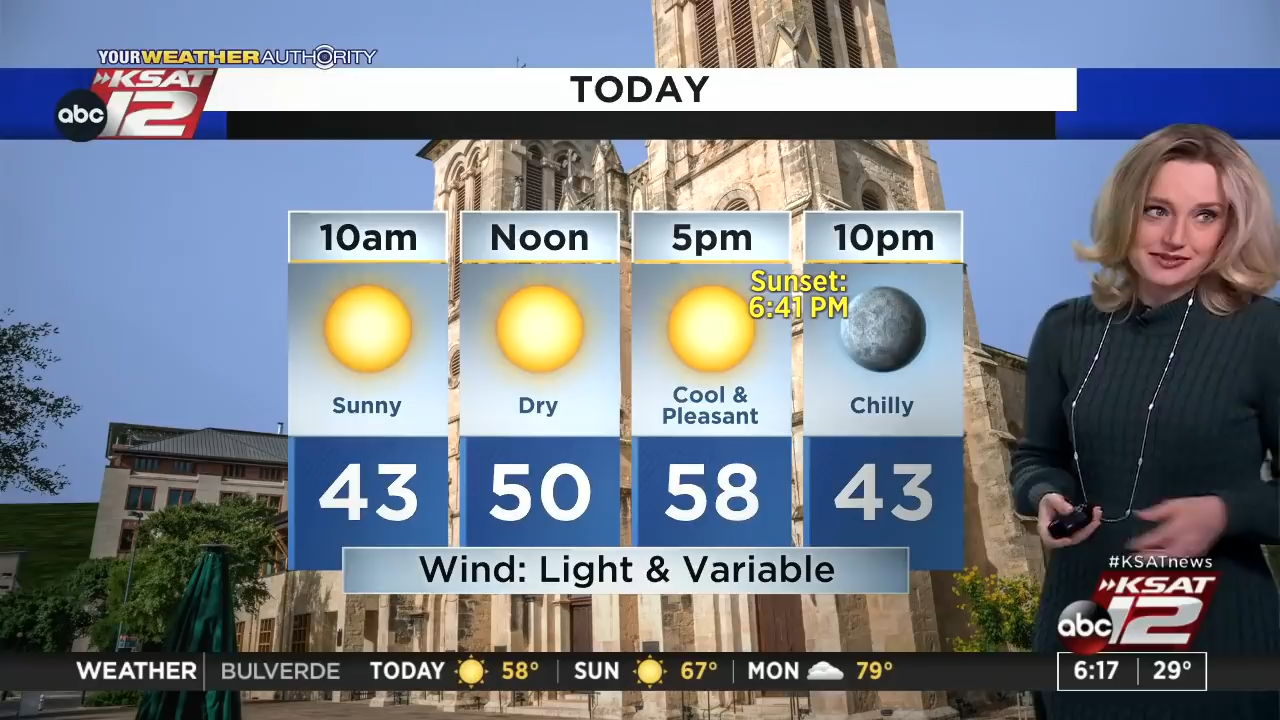 YOUR WEATHER AUTHORITY
KSAT
abc 12
TODAY
10am
Noon
5pm
10pm
Sunset:
6:41 PM
Sunny
Dry
Cool &
Pleasant
Chilly
43
50
58
43
Wind: Light & Variable
#KSATnews
KSAT
abc 12
WEATHER BULVERDE TODAY 58° SUN 67° MON 79° 6:17 29°